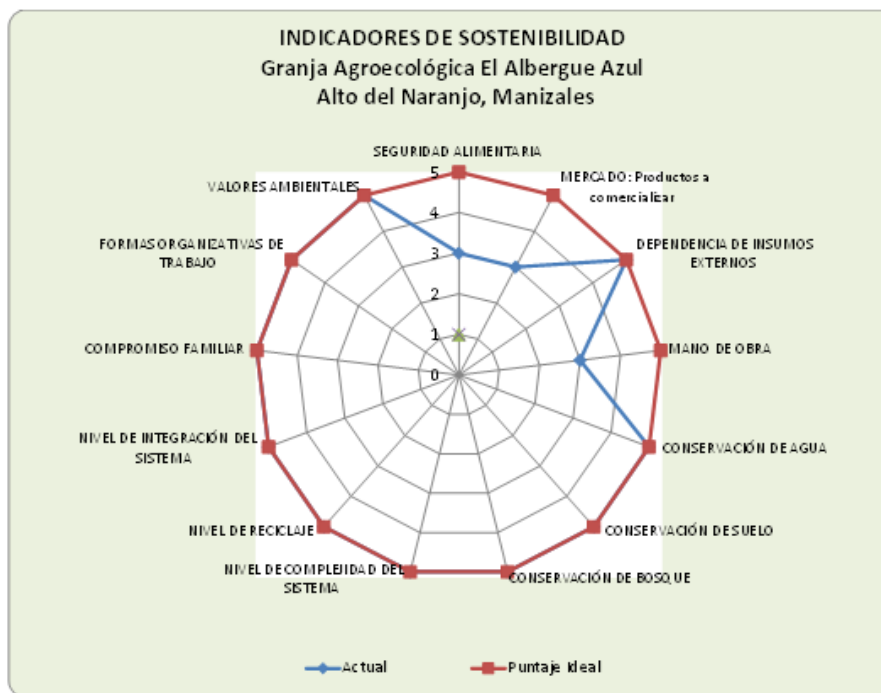 INDICADORES DE SOSTENIBILIDAD
Granja Agroecológica El Albergue Azul
Alto del Naranjo, Manizales
SEGURIDAD ALIMENTARIA
MERCADO: Productos a
comercializar
DEPENDENCIA DE INSUMOS
EXTERNOS
MANO DE OBRA
CONSERVACIÓN DE AGUA
CONSERVACIÓN DE SUELO
CONSERVACIÓN DE BOSQUE
NIVEL DE COMPLEJIDAD DEL
SISTEMA
NIVEL DE RECICLAJE
NIVEL DE INTEGRACIÓN DEL
SISTEMA
COMPROMISO FAMILIAR
FORMAS ORGANIZATIVAS DE
TRABAJO
VALORES AMBIENTALES
5
4
3
2
1
0
Actual
Puntaje Ideal